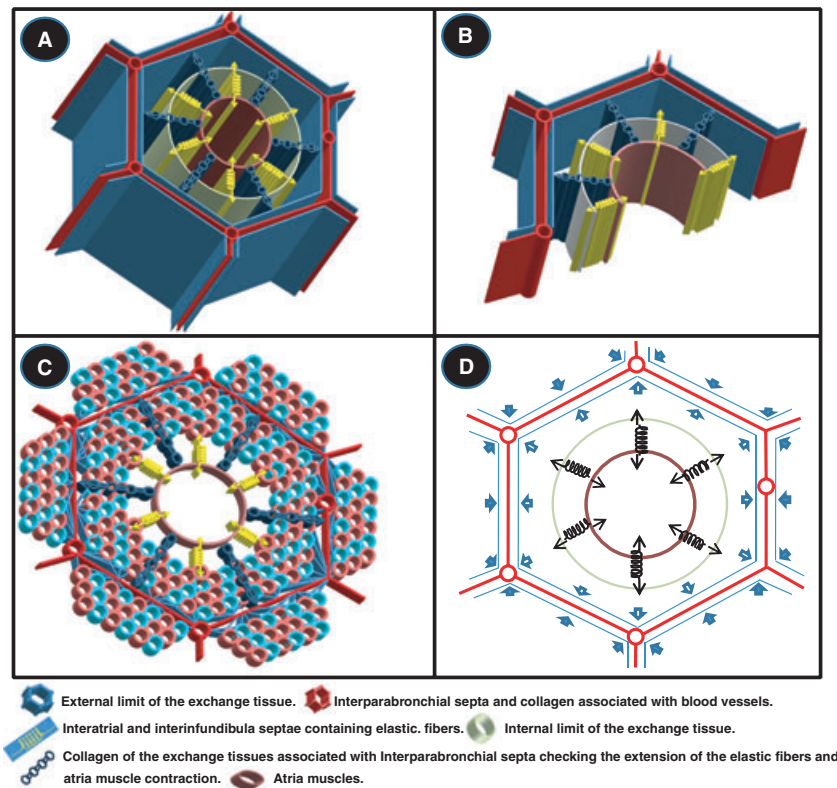 A
B
C
D
External limit of the exchange tissue. Interparabronchial septa and collagen associated with blood vessels.
Interatrial and interinfundibula septae containing elastic. fibers. Internal limit of the exchange tissue.
Collagen of the exchange tissues associated with Interparabronchial septa checking the extension of the elastic fibers and
atria muscle contraction. Atria muscles.